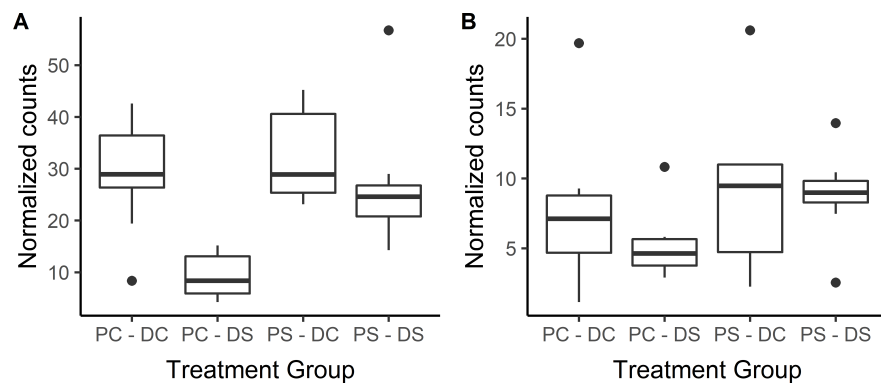 A
Normalized counts
50
40
30
20
10
PC - DC PC - DS PS - DC PS - DS
Treatment Group
B
Normalized counts
20
15
10
5
PC - DC PC - DS PS - DC PS - DS
Treatment Group